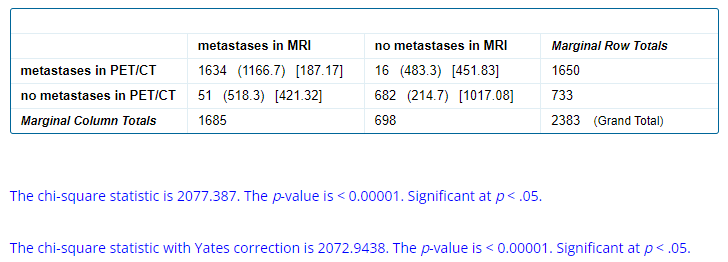 metastases in MRI no metastases in MRI Marginal Row Totals
metastases in PET/CT 1634 (1166.7) [187.17] 16 (483.3) [451.83] 1650
no metastases in PET/CT 51 (518.3) [421.32] 682 (214.7) [1017.08] 733
Marginal Column Totals 1685 698 2383 (Grand Total)
The chi-square statistic is 2077.387. The p-value is < 0.00001. Significant at p < .05.
The chi-square statistic with Yates correction is 2072.9438. The p-value is < 0.00001. Significant at p < .05.